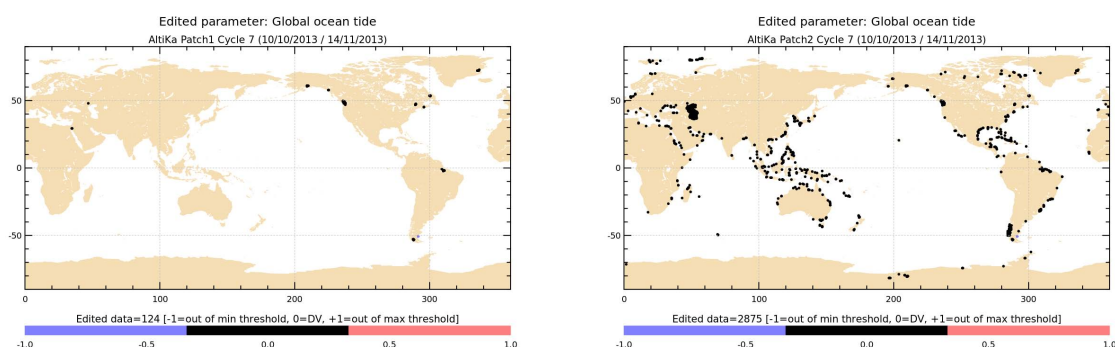 Edited parameter: Global ocean tide
AltiKa Patch1 Cycle 7 (10/10/2013 / 14/11/2013)
50
0
-50
0 100 200 300
Edited data=124 [-1=out of min threshold, 0=DV, +1=out of max threshold]
-1.0 -0.5 0.0 0.5 1.0
Edited parameter: Global ocean tide
AltiKa Patch2 Cycle 7 (10/10/2013 / 14/11/2013)
50
0
-50
0 100 200 300
Edited data=2875 [-1=out of min threshold, 0=DV, +1=out of max threshold]
-1.0 -0.5 0.0 0.5 1.0